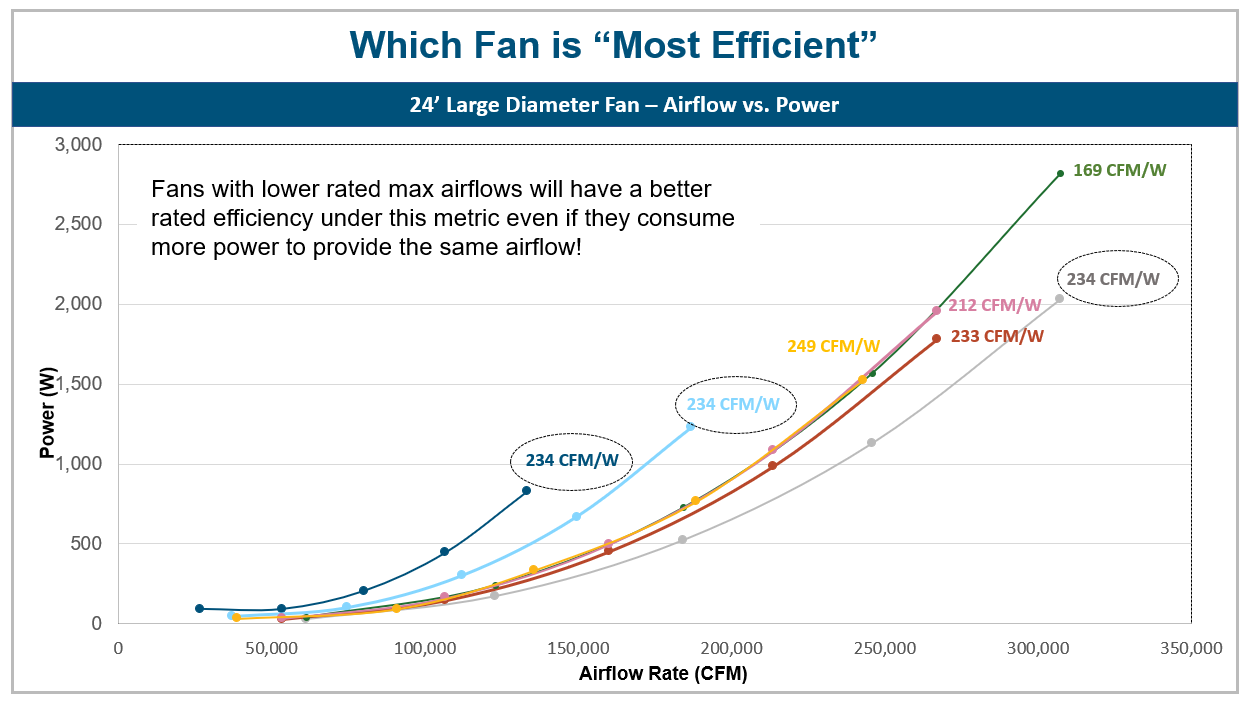 Which Fan is “Most Efficient”
24’ Large Diameter Fan – Airflow vs. Power
3,000
2,500
2,000
1,500
1,000
500
0
Power (W)
Fans with lower rated max airflows will have a better
rated efficiency under this metric even if they consume
more power to provide the same airflow!
169 CFM/W
234 CFM/W
212 CFM/W
233 CFM/W
249 CFM/W
234 CFM/W
234 CFM/W
0
50,000
100,000
150,000
200,000
250,000
300,000
350,000
Airflow Rate (CFM)